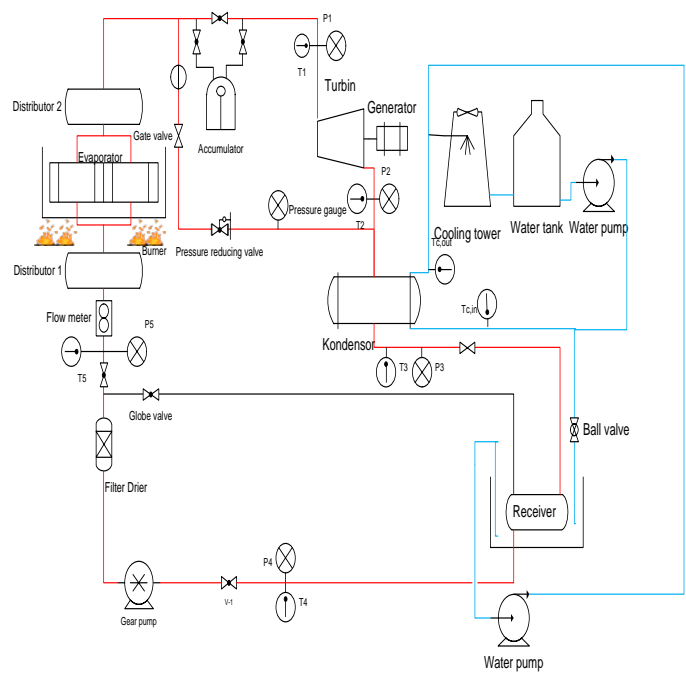 P1
T1
Turbin
Generator
Distributor 2
Gate valve
Accumulator
Evaporator
P2
Pressure gauge
T2
Cooling tower
Water tank
Water pump
Tc,out
Burner
Pressure reducing valve
Distributor 1
Tc,in
Flow meter
P5
Kondensor
T3
P3
T5
Globe valve
Ball valve
Filter Drier
Receiver
P4
V-1
T4
Gear pump
Water pump